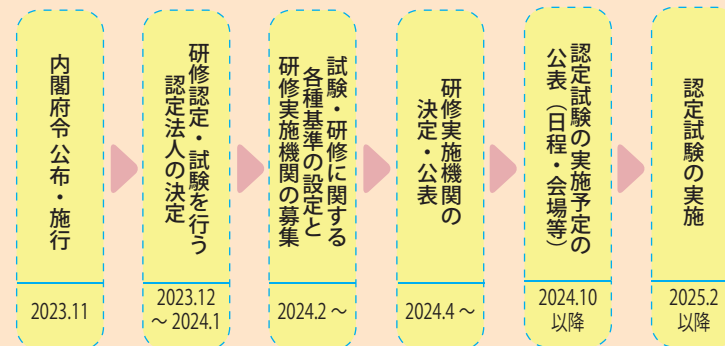 内閣府令 公布・施行
2023.11
研修認定・試験を行う
認定法人の決定
2023.12
～ 2024.1
試験・研修に関する
各種基準の設定と
研修実施機関の募集
2024.2 ～
研修実施機関の
決定・公表
2024.4 ～
認定試験の実施予定の
公表（日程・会場等）
2024.10
以降
認定試験の実施
2025.2
以降